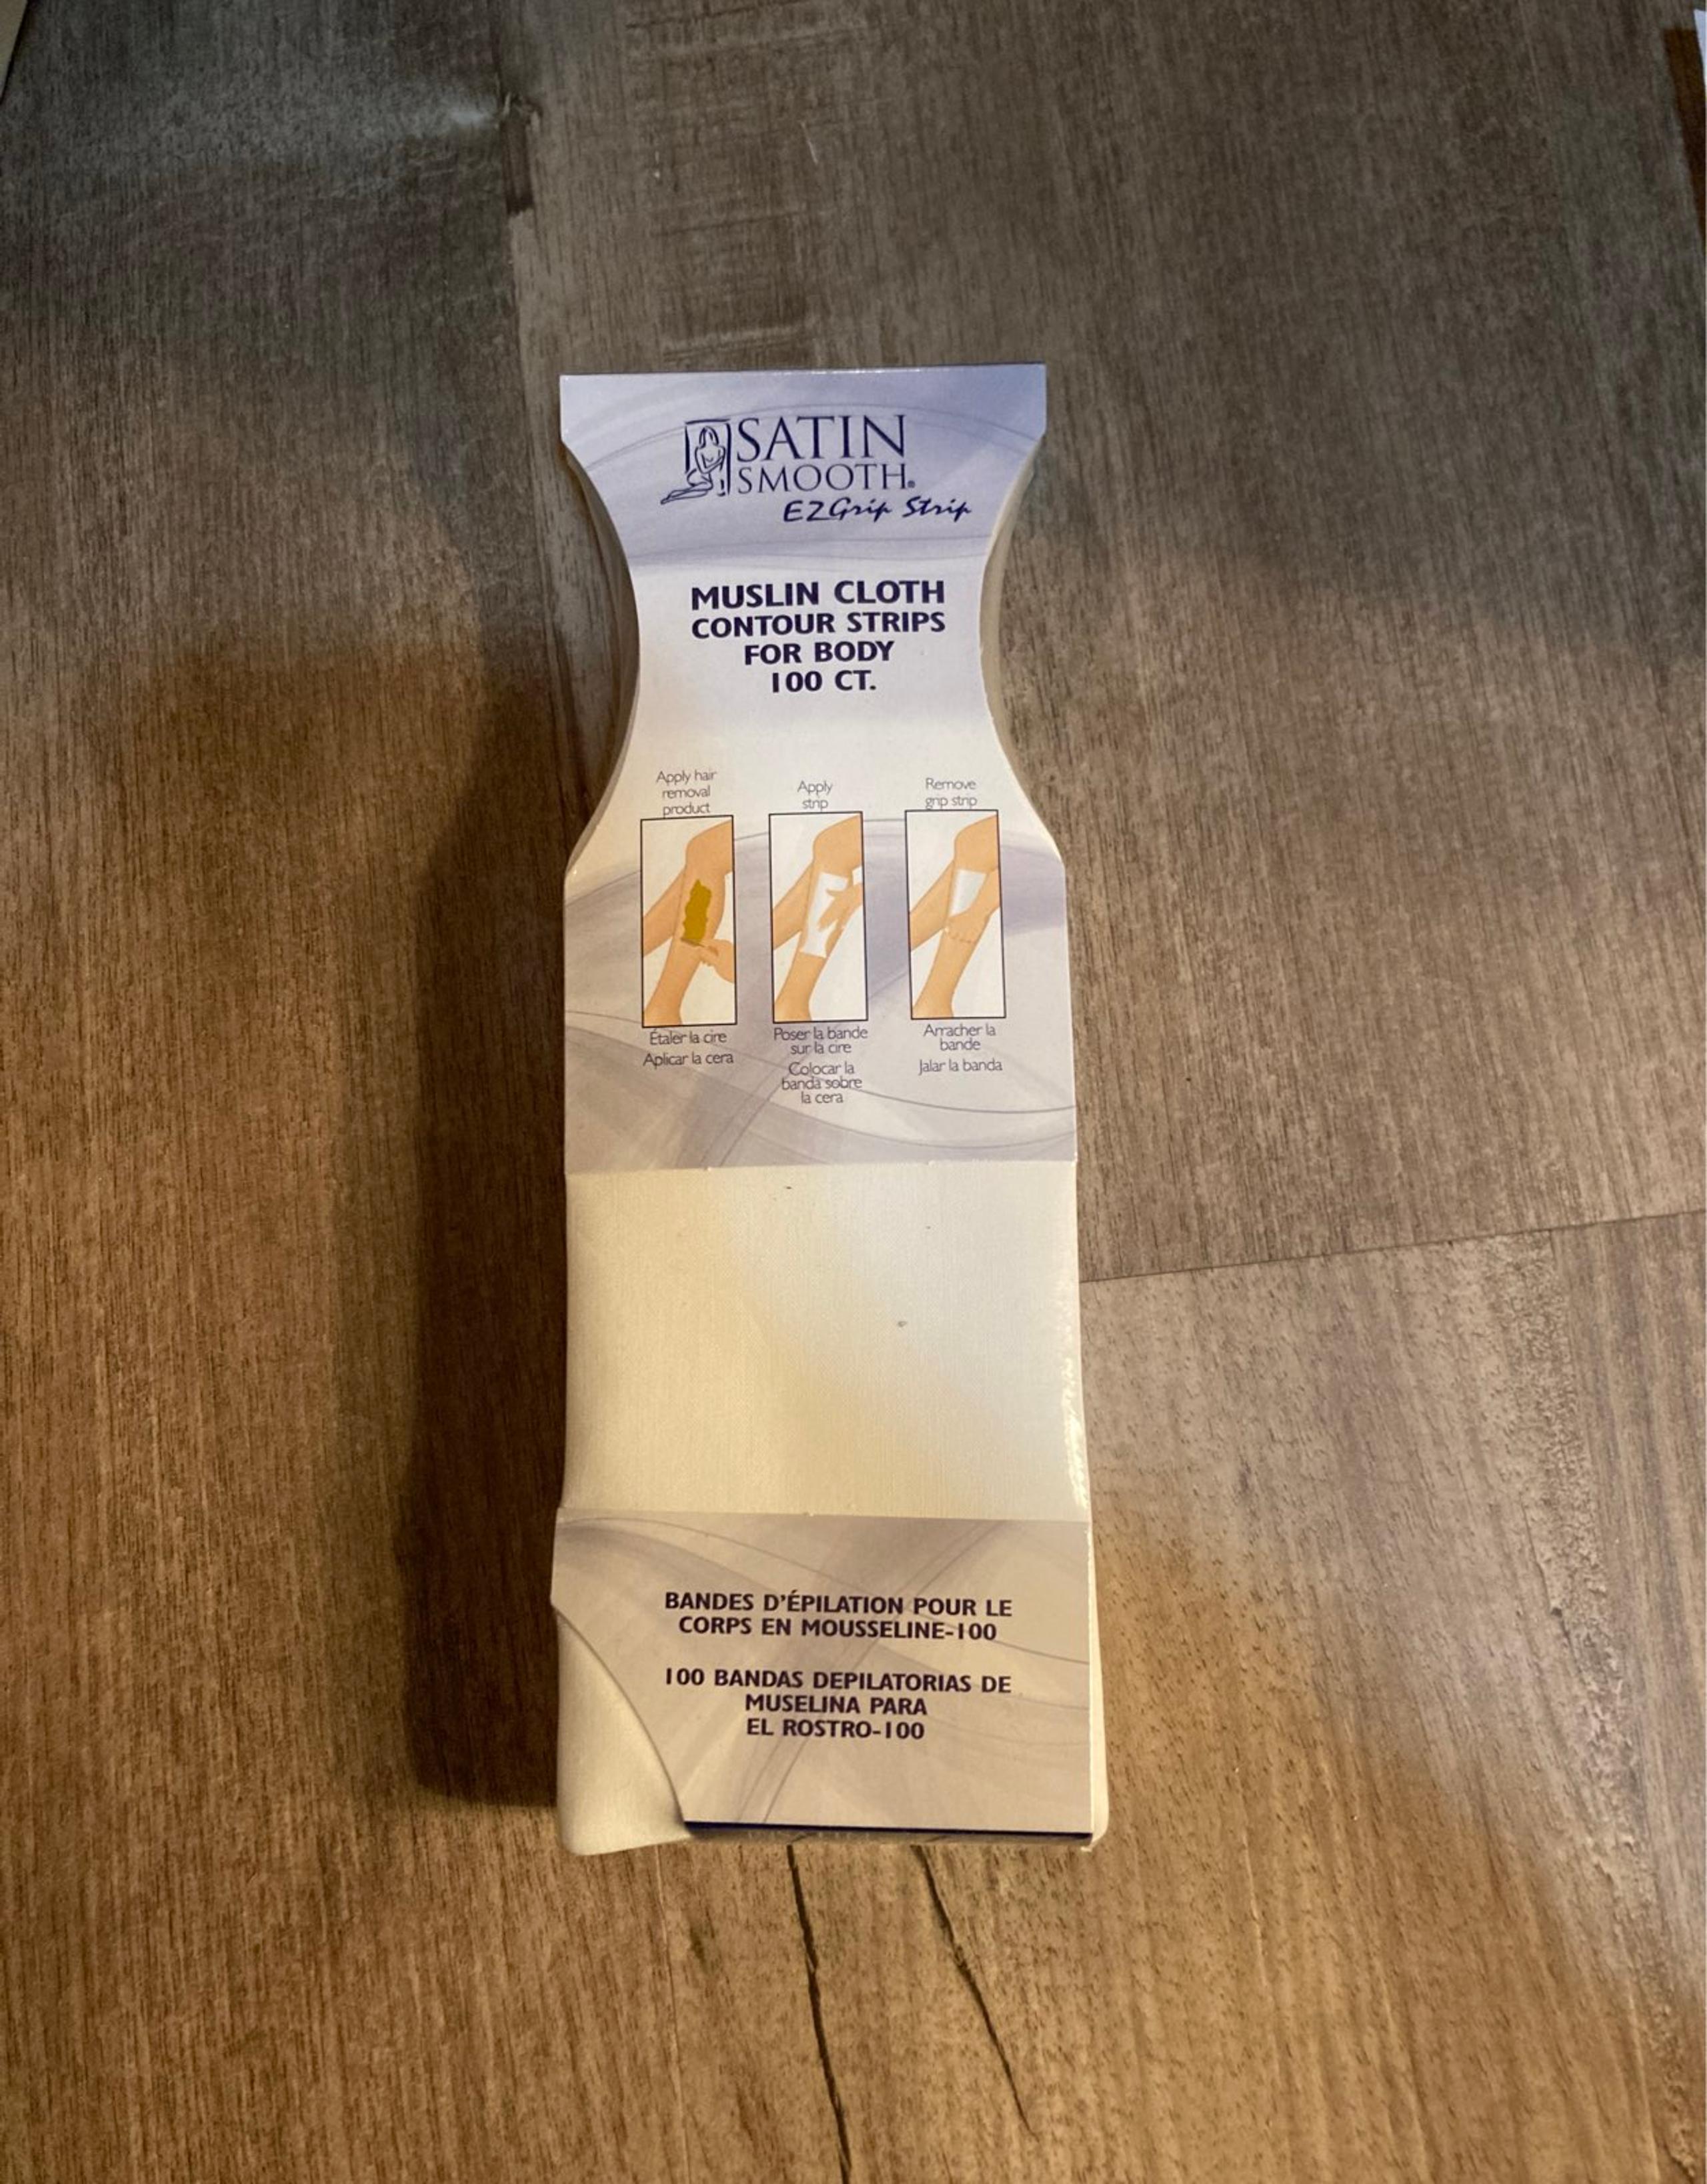 SATIN
SMOOTH®
EZ Grip Strip
MUSLIN CLOTH
CONTOUR STRIPS
FOR BODY
100 CT.
Apply hair
removal
product
Apply
strip
Remove
grip strip
Étaler la cire
Aplicar la cera
Poser la bande
sur la cire
Colocar la
banda sobre
la cera
Arracher la
bande
Jalar la banda
BANDES D'ÉPILATION POUR LE
CORPS EN MOUSSELINE-100
100 BANDAS DEPILATORIAS DE
MUSELINA PARA
EL ROSTRO-100